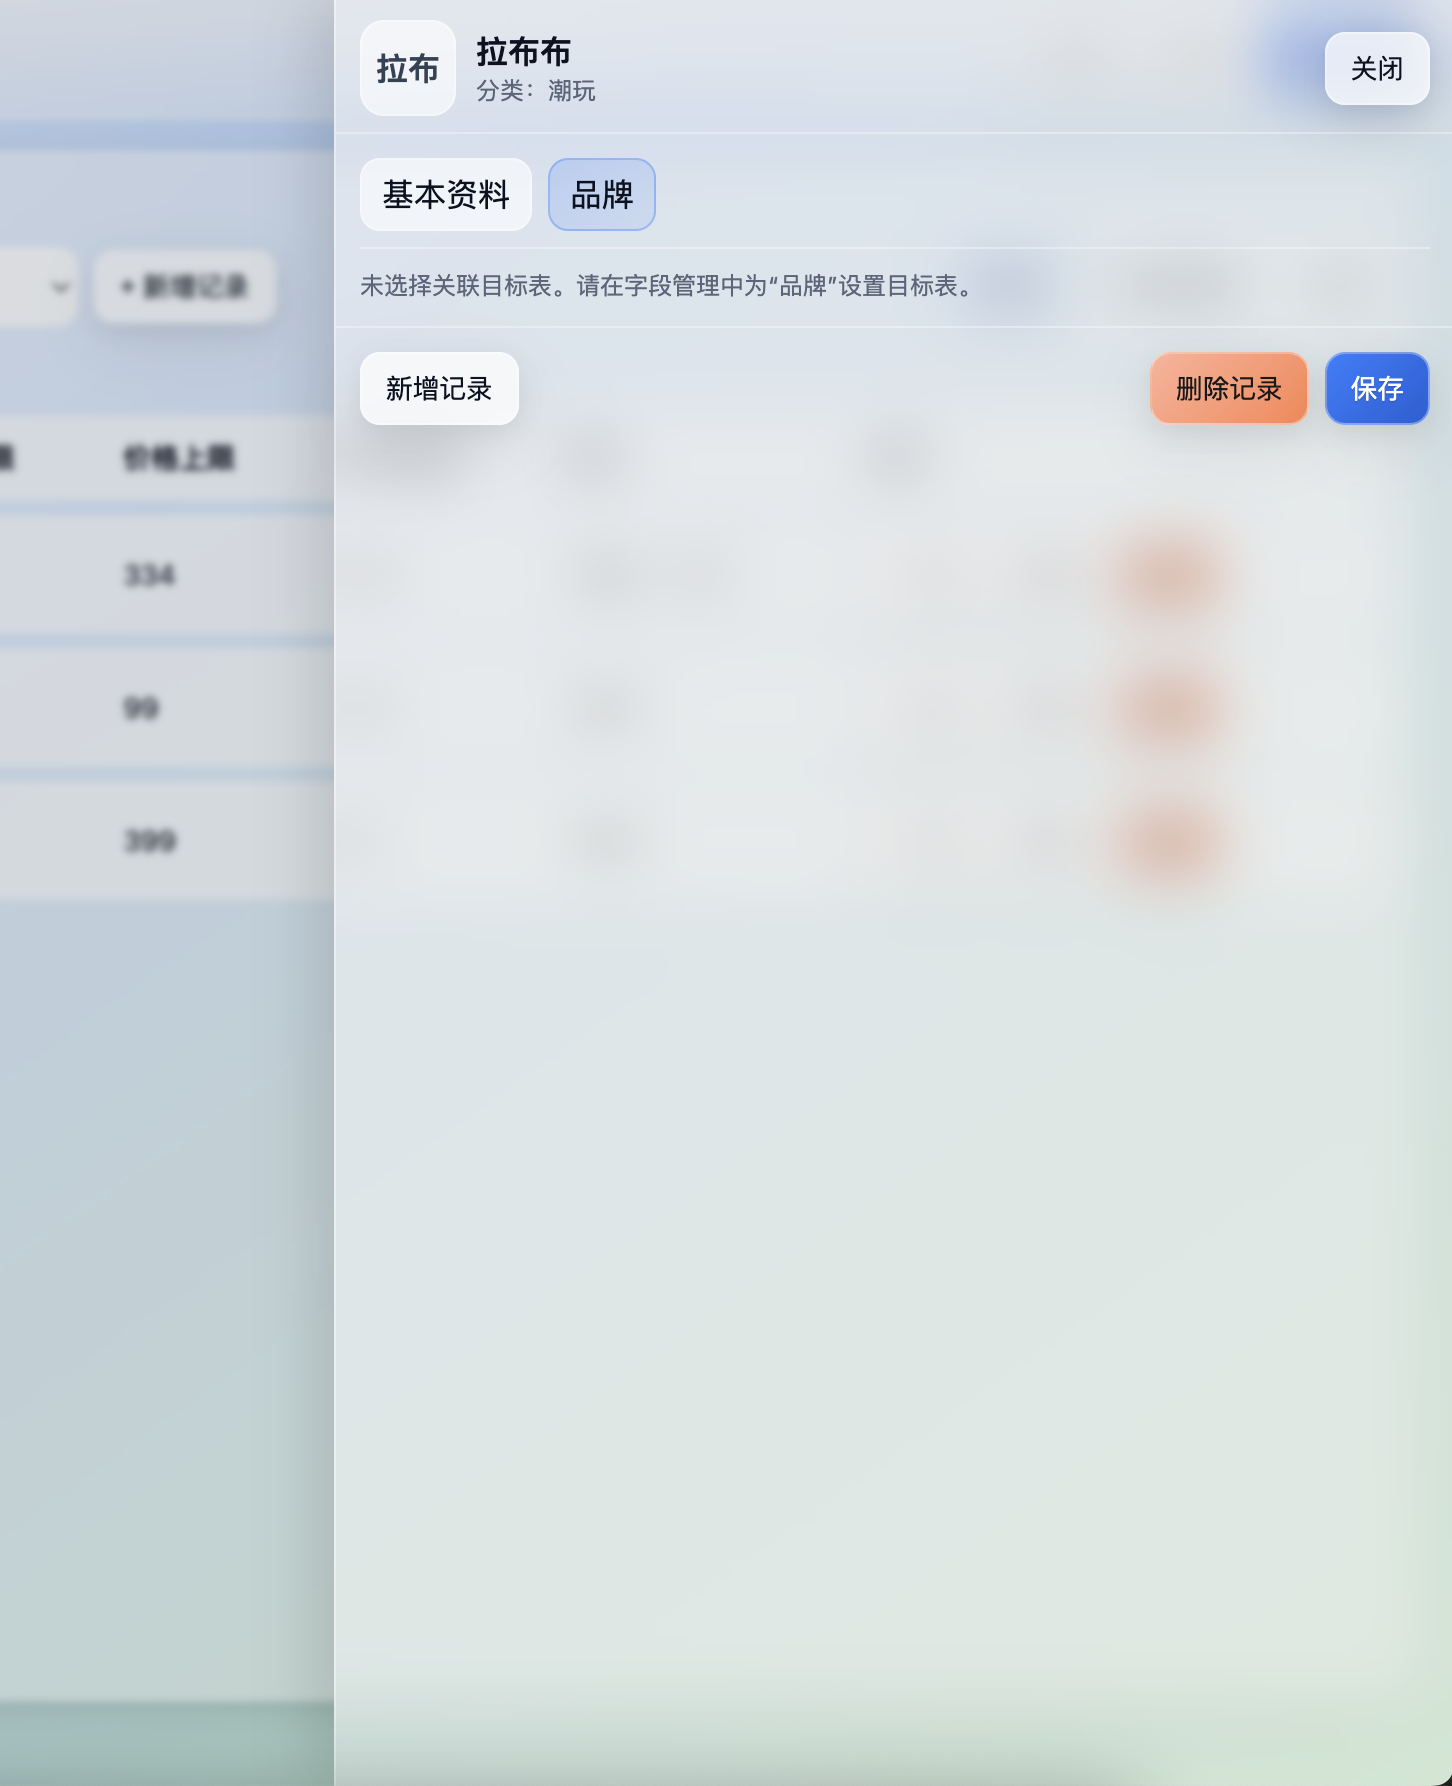 拉布
拉布布
分类：潮玩
关闭
基本资料
品牌
未选择关联目标表。请在字段管理中为“品牌”设置目标表。
新增记录
删除记录
保存
+ 新增记录
价格上限
334
99
399